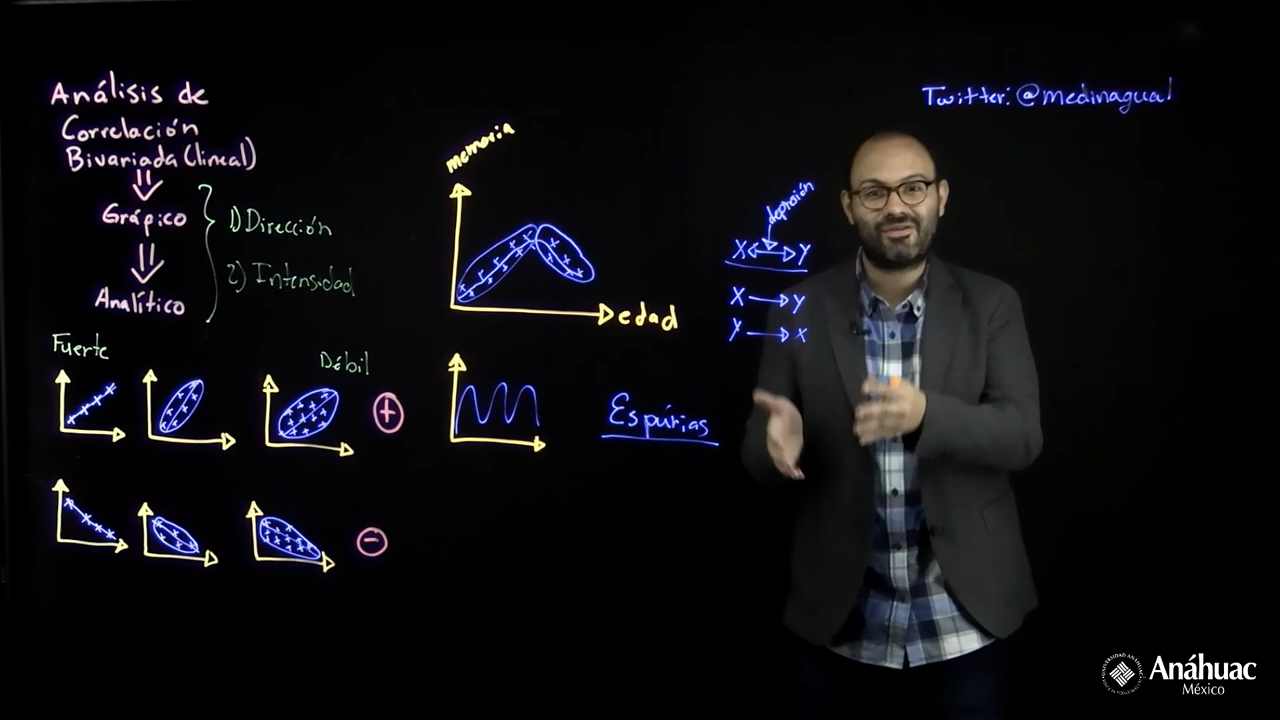 Análisis de
Correlación
Bivariada (lineal)
Gráfico
Analítico
1) Dirección
2) Intensidad
Fuerte
Débil
+
-
memoria
edad
Espúrias
depresión
X Y
X Y
Y X
Twitter: @medinagual
Anáhuac
México